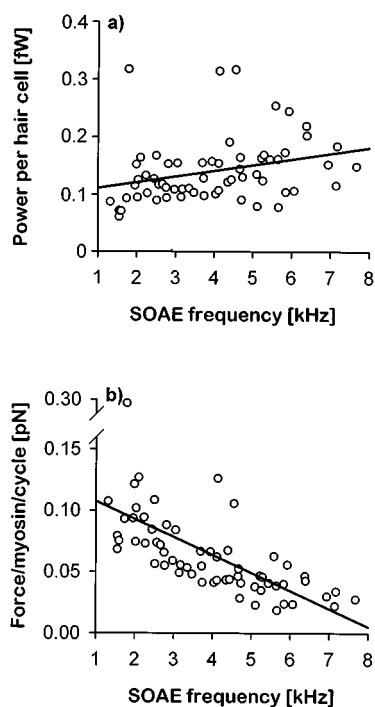 a)
Power per hair cell [fW]
0.4
0.3
0.2
0.1
0
1 2 3 4 5 6 7 8
SOAE frequency [kHz]
b)
Force/myosin/cycle [pN]
0.30
0.15
0.10
0.05
0.00
1 2 3 4 5 6 7 8
SOAE frequency [kHz]